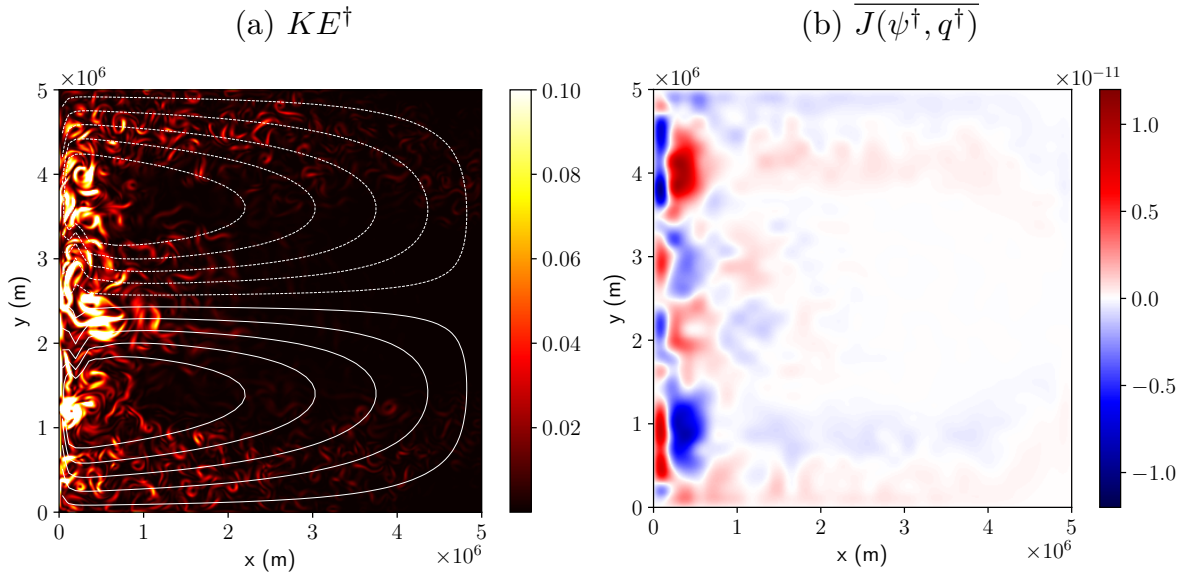 (a) KE† (b) J(ψ†, q†)
×10⁶ ×10⁶ ×10⁻¹¹
5 0.10 5
1.0
4 0.08 4
0.5
3 0.06 3
y (m) y (m) 0.0
2 0.04 2
−0.5
1 0.02 1
−1.0
0 0
0 1 2 3 4 5 0 1 2 3 4 5
×10⁶ ×10⁶
x (m) x (m)